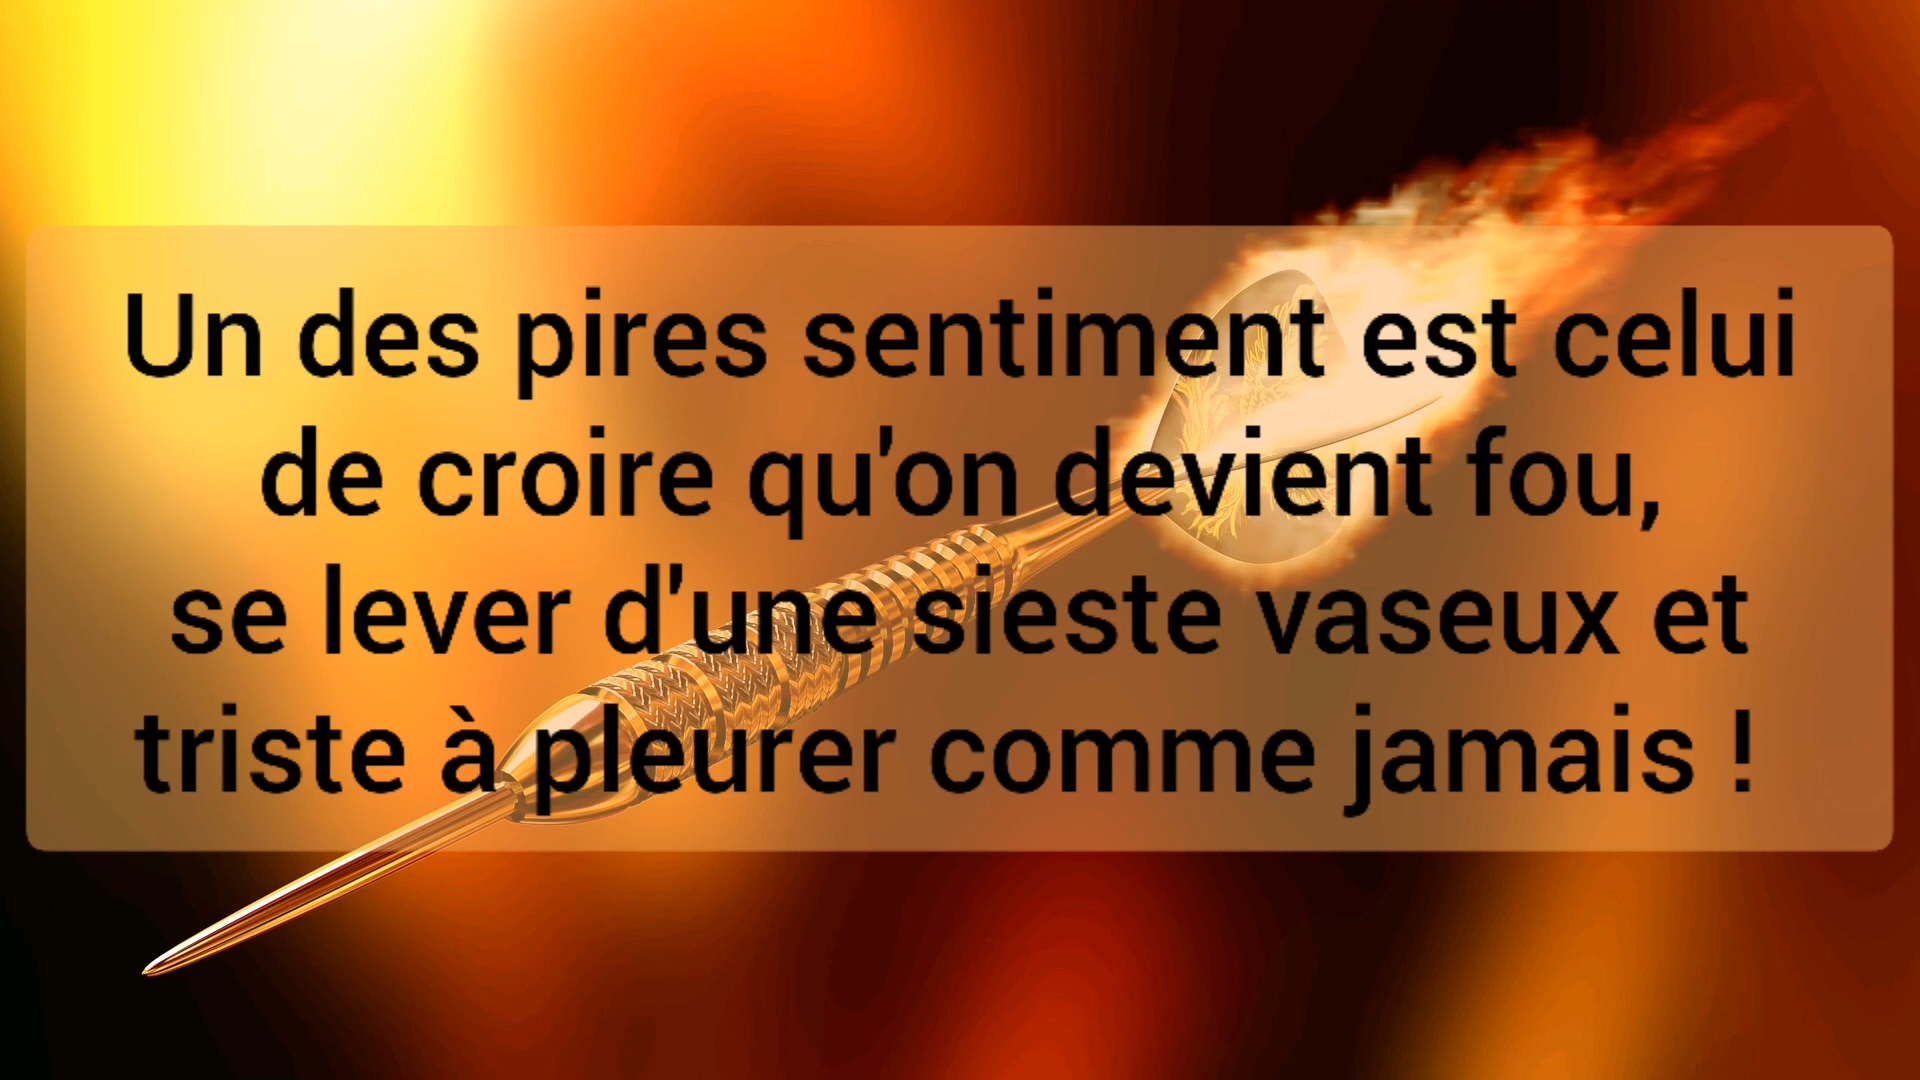 Un des pires sentiment est celui
de croire qu'on devient fou,
se lever d'une sieste vaseux et
triste à pleurer comme jamais !